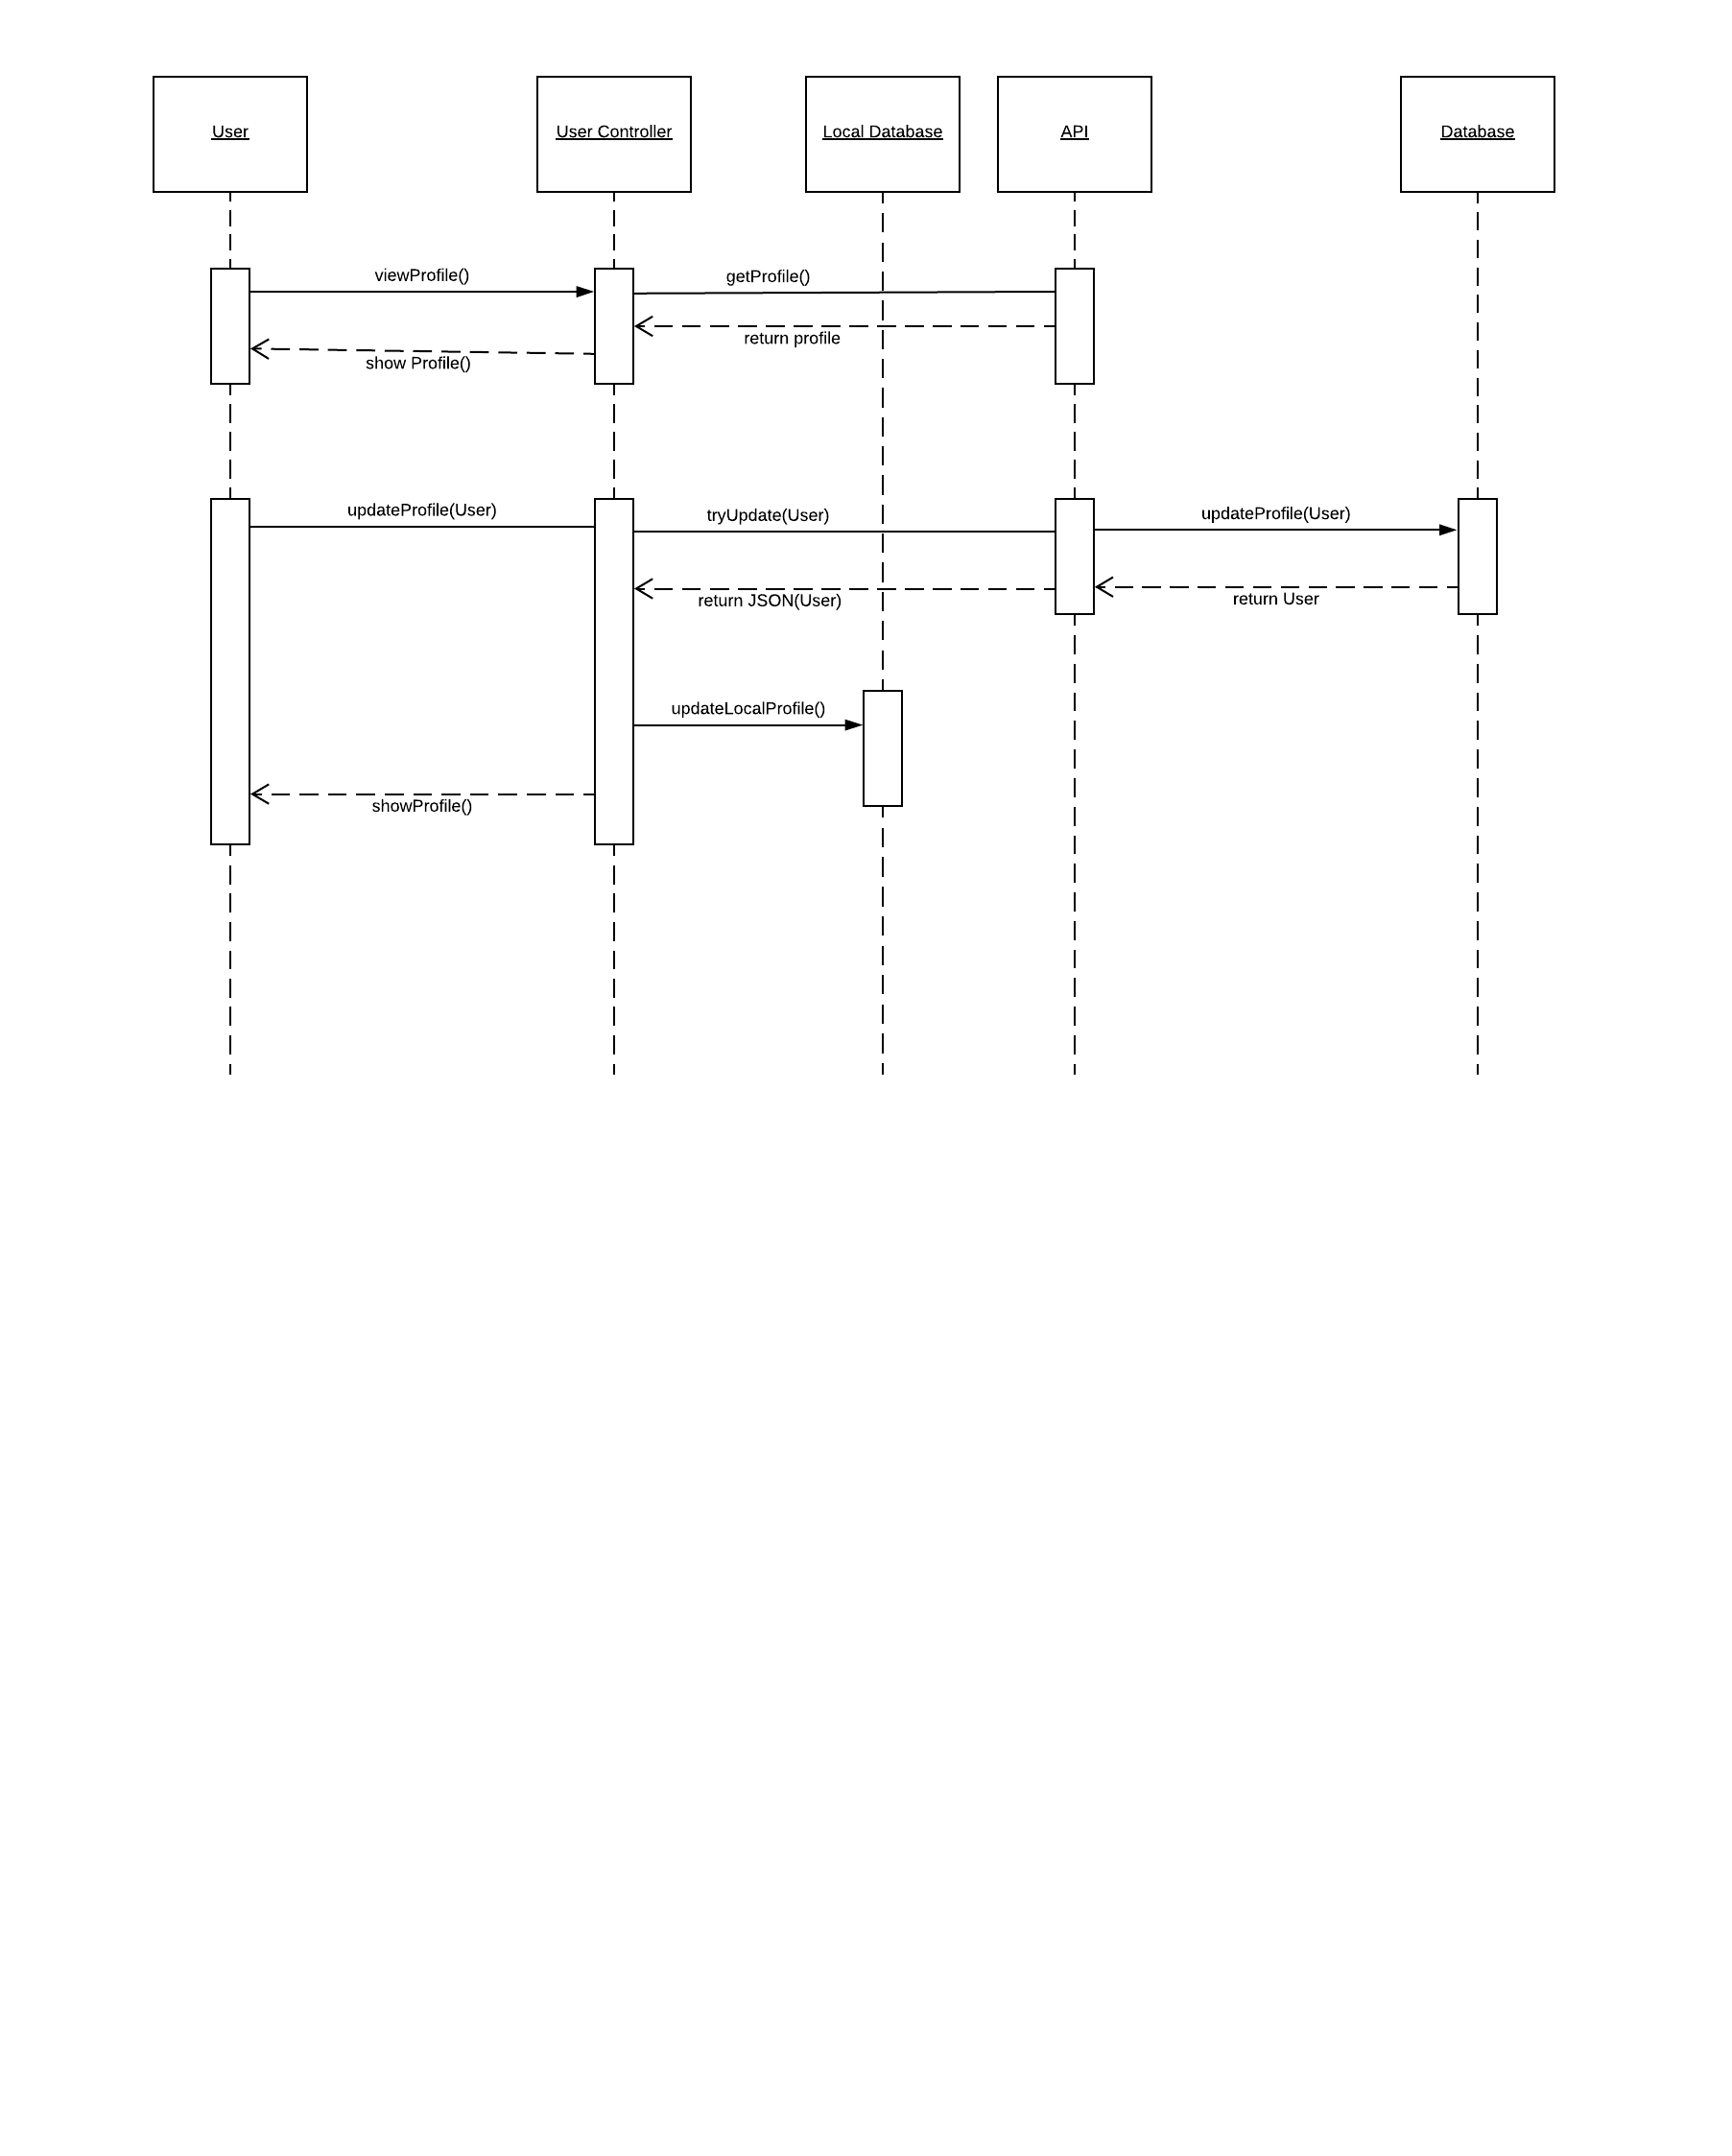 User
User Controller
Local Database
API
Database
viewProfile()
getProfile()
return profile
show Profile()
updateProfile(User)
tryUpdate(User)
updateProfile(User)
return JSON(User)
return User
updateLocalProfile()
showProfile()